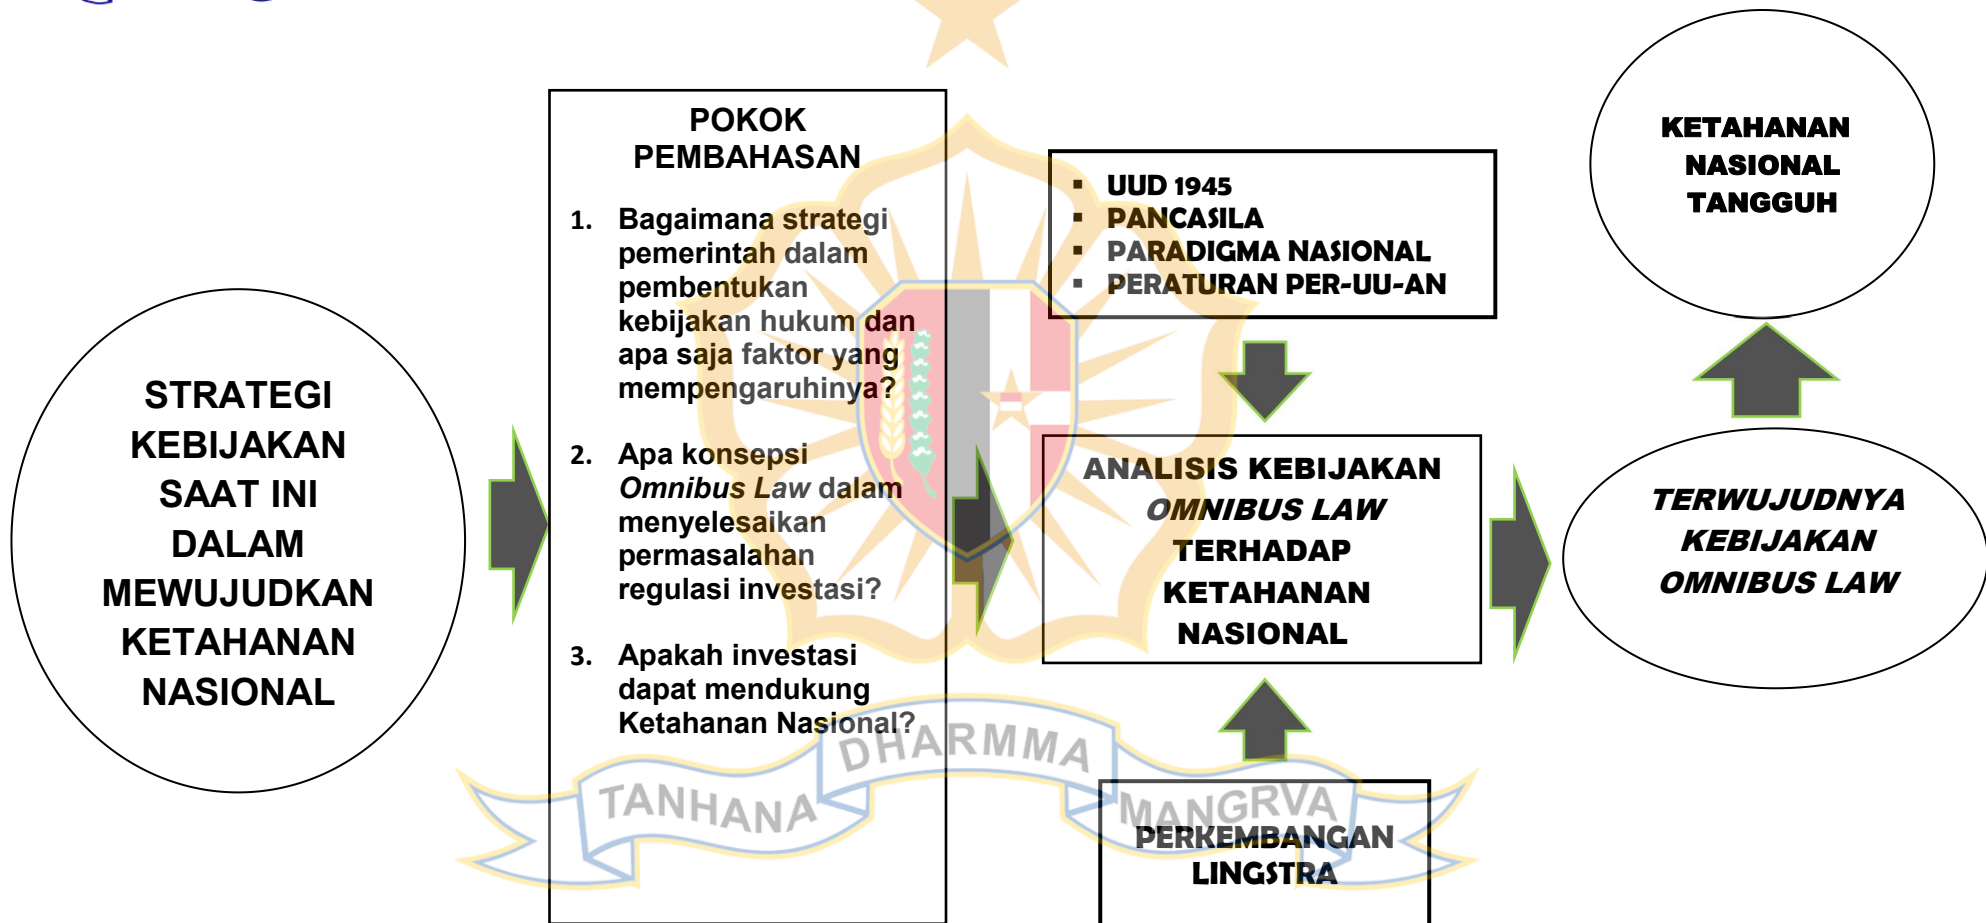 STRATEGI
KEBIJAKAN
SAAT INI
DALAM
MEWUJUDKAN
KETAHANAN
NASIONAL
POKOK
PEMBAHASAN
1. Bagaimana strategi
pemerintah dalam
pembentukan
kebijakan hukum dan
apa saja faktor yang
mempengaruhinya?
2. Apa konsepsi
Omnibus Law dalam
menyelesaikan
permasalahan
regulasi investasi?
3. Apakah investasi
dapat mendukung
Ketahanan Nasional?
▪ UUD 1945
▪ PANCASILA
▪ PARADIGMA NASIONAL
▪ PERATURAN PER-UU-AN
ANALISIS KEBIJAKAN
OMNIBUS LAW
TERHADAP
KETAHANAN
NASIONAL
PERKEMBANGAN
LINGSTRA
TERWUJUDNYA
KEBIJAKAN
OMNIBUS LAW
KETAHANAN
NASIONAL
TANGGUH
TANHANA DHARMMA MANGRVA